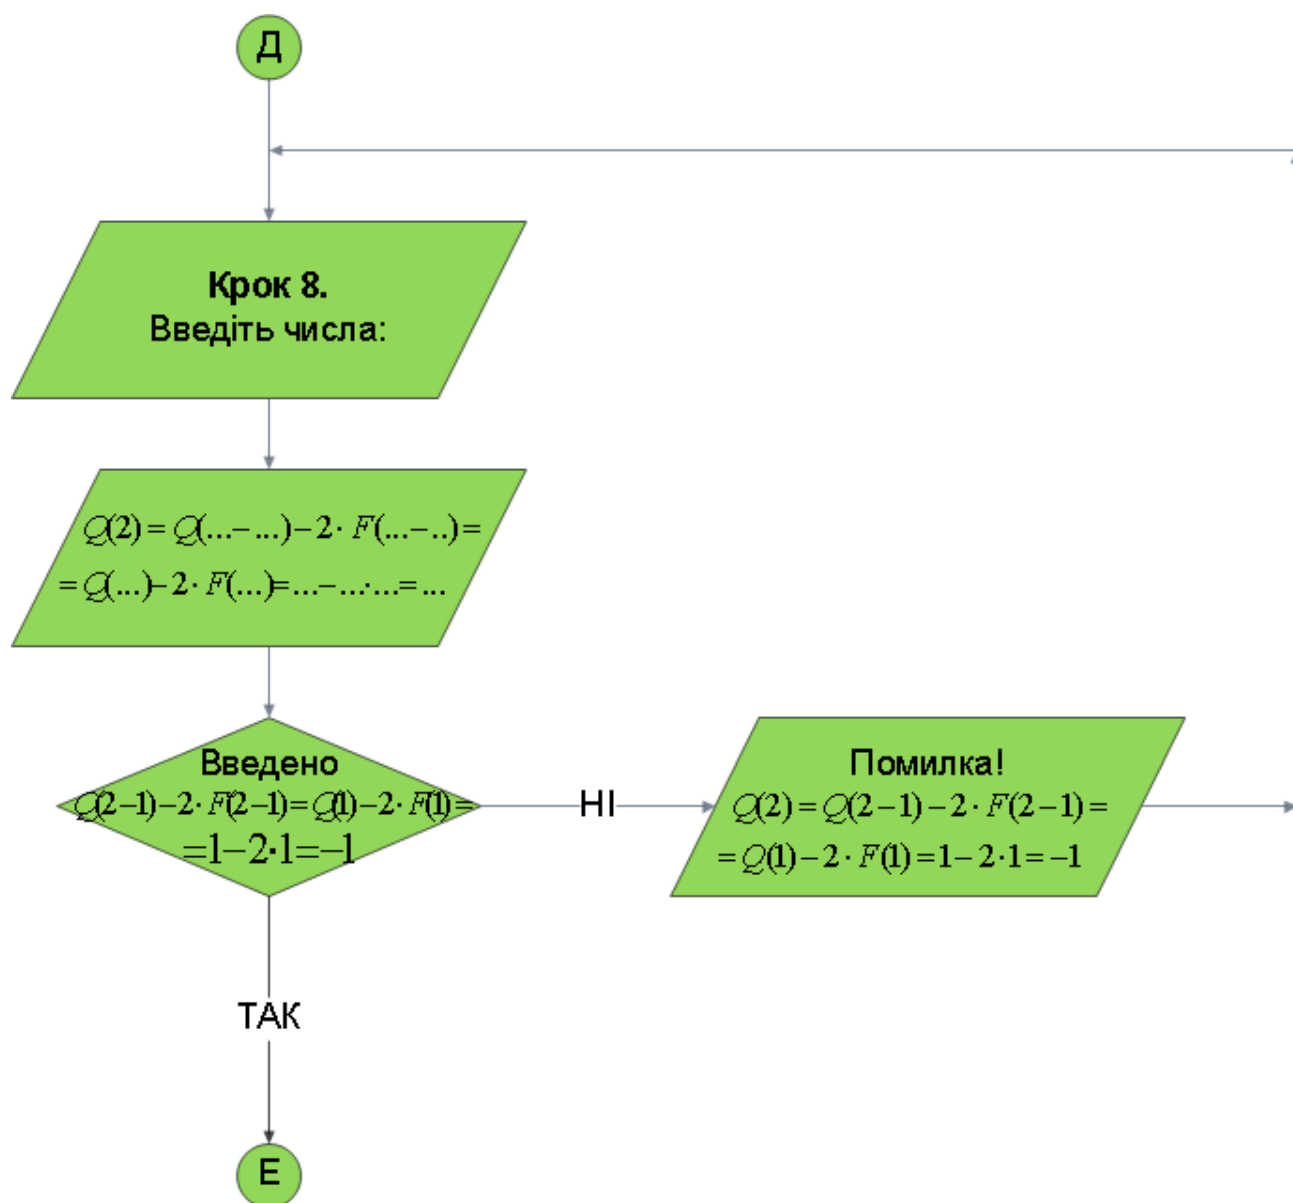 Д
Крок 8.
Введіть числа:
Q(2) = Q(...− ...) − 2 · F(...− ..) =
= Q(...) − 2 · F(...)= ...− ...·...= ...
Введено
Q(2−1) − 2 · F(2−1) = Q(1) − 2 · F(1) =
=1−2·1=−1
НІ
Помилка!
Q(2) = Q(2−1) − 2 · F(2−1) =
= Q(1) − 2 · F(1) = 1 − 2 ·1 = −1
ТАК
Е